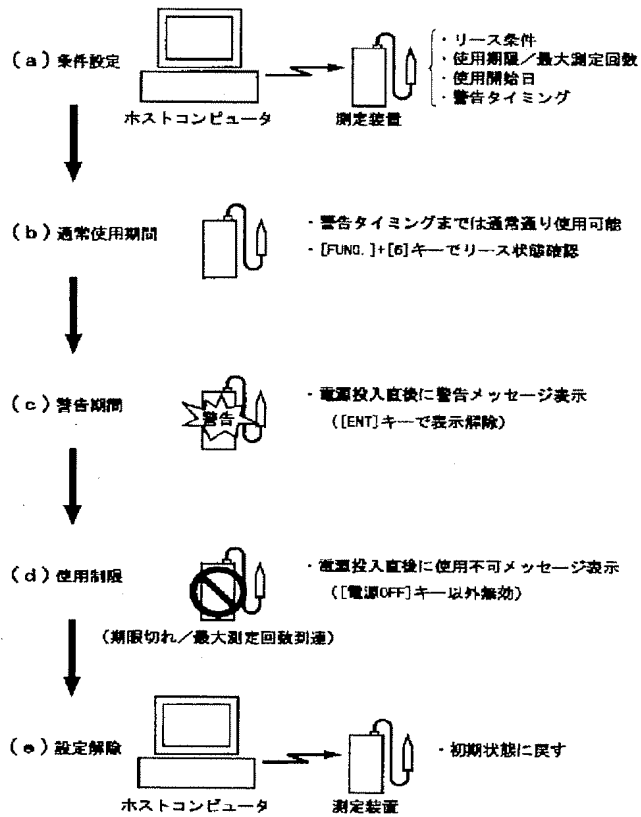 (a)条件設定
ホストコンピュータ
測定装置
・リース条件
・使用期限／最大測定回数
・使用開始日
・警告タイミング
(b)通常使用期間
・警告タイミングまでは通常通り使用可能
・[FUNG.]+[6]キーでリース状態確認
(c)警告期間
警告
・電源投入直後に警告メッセージ表示
([ENT]キーで表示解除)
(d)使用制限
・電源投入直後に使用不可メッセージ表示
([電源OFF]キー以外無効)
(期限切れ／最大測定回数到達)
(e)設定解除
ホストコンピュータ
測定装置
・初期状態に戻す